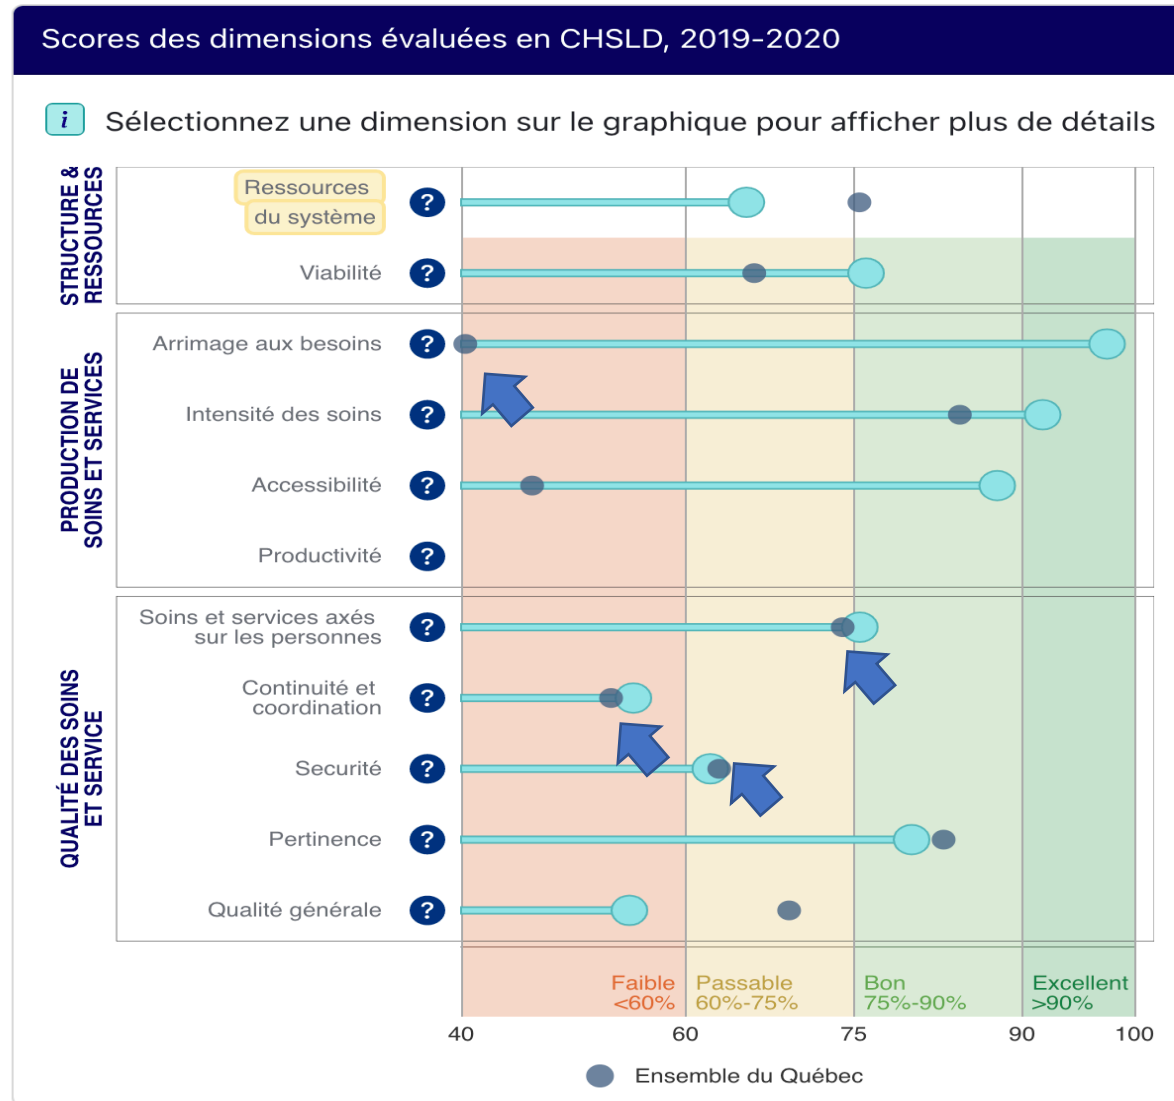 Scores des dimensions évaluées en CHSLD, 2019-2020
i Sélectionnez une dimension sur le graphique pour afficher plus de détails
STRUCTURE &
RESSOURCES
Ressources
du système
?
Viabilité ?
PRODUCTION DE
SOINS ET SERVICES
Arrimage aux besoins ?
Intensité des soins ?
Accessibilité ?
Productivité ?
QUALITÉ DES SOINS
ET SERVICE
Soins et services axés
sur les personnes
?
Continuité et
coordination
?
Securité ?
Pertinence ?
Qualité générale ?
Faible Passable Bon Excellent
<60% 60%-75% 75%-90% >90%
40 60 75 90 100
Ensemble du Québec